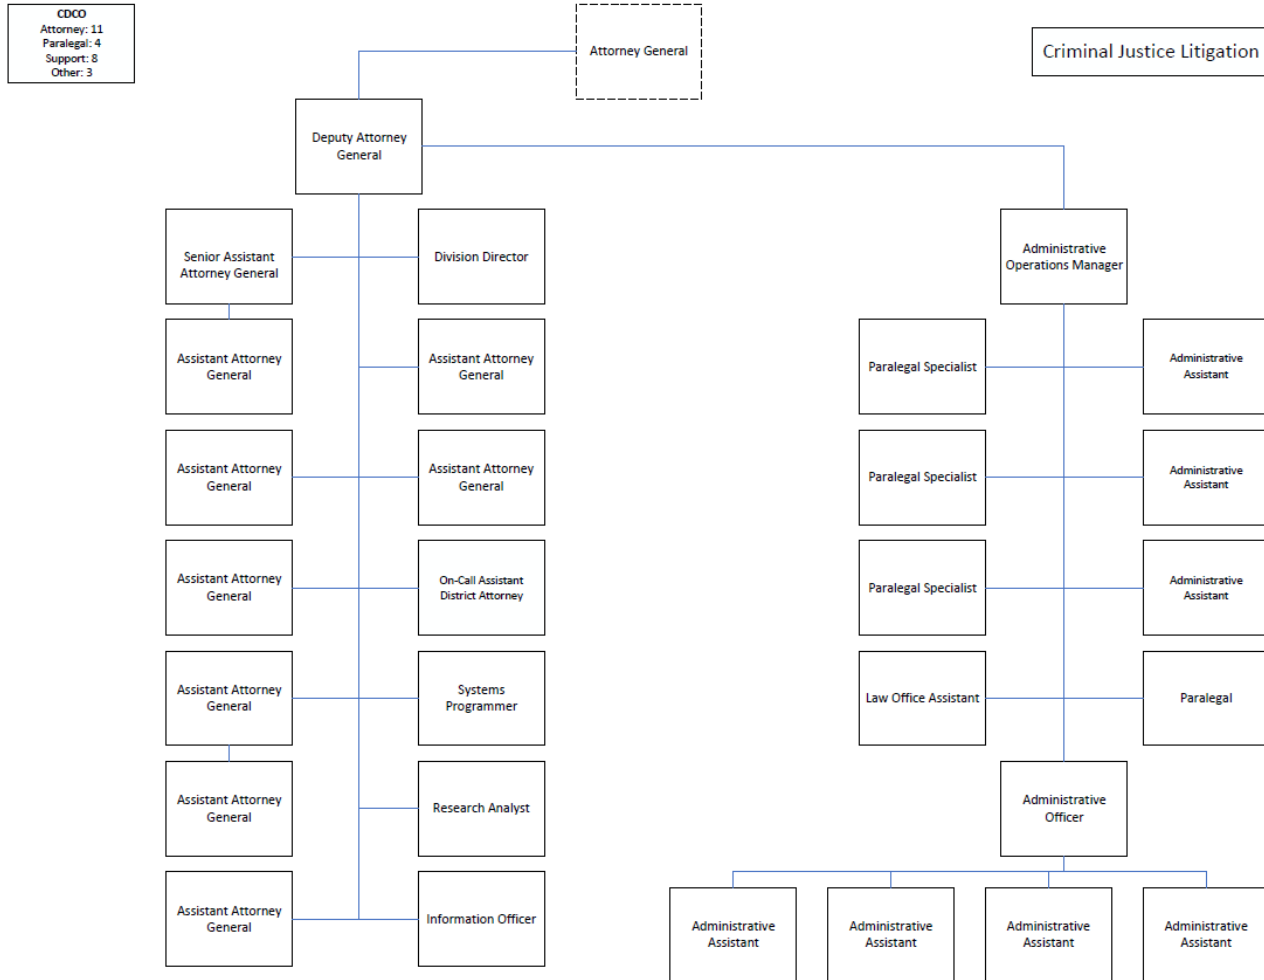 CDCO
Attorney: 11
Paralegal: 4
Support: 8
Other: 3
Attorney General
Criminal Justice Litigation
Deputy Attorney
General
Senior Assistant
Attorney General
Division Director
Administrative
Operations Manager
Assistant Attorney
General
Assistant Attorney
General
Paralegal Specialist
Administrative
Assistant
Assistant Attorney
General
Assistant Attorney
General
Paralegal Specialist
Administrative
Assistant
Assistant Attorney
General
On-Call Assistant
District Attorney
Paralegal Specialist
Administrative
Assistant
Assistant Attorney
General
Systems
Programmer
Law Office Assistant
Paralegal
Assistant Attorney
General
Research Analyst
Administrative
Officer
Assistant Attorney
General
Information Officer
Administrative
Assistant
Administrative
Assistant
Administrative
Assistant
Administrative
Assistant